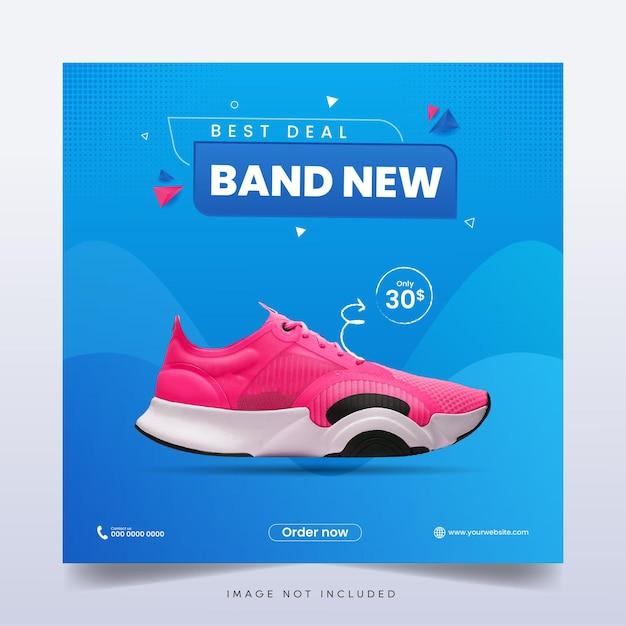 BEST DEAL
BAND NEW
Only
30$
Contact us
000 0000 0000
Order now
www.yourwebsite.com
IMAGE NOT INCLUDED